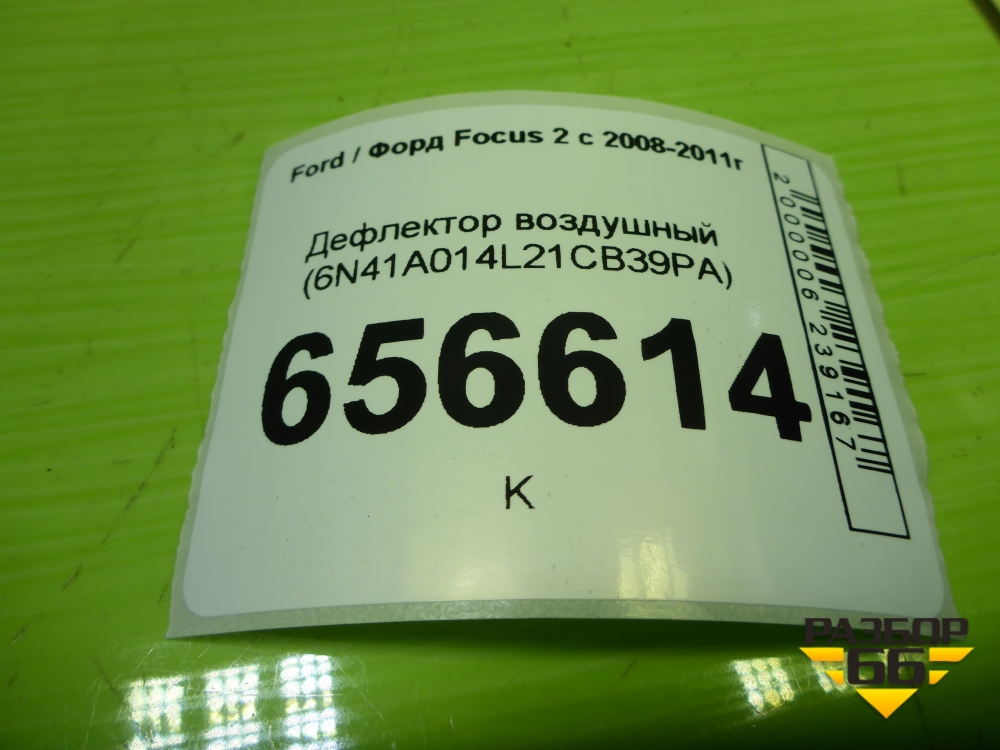 Ford / Форд Focus 2 с 2008-2011г
Дефлектор воздушный
(6N41A014L21CB39PA)
656614
К
2000006239167
РАЗБОР
66